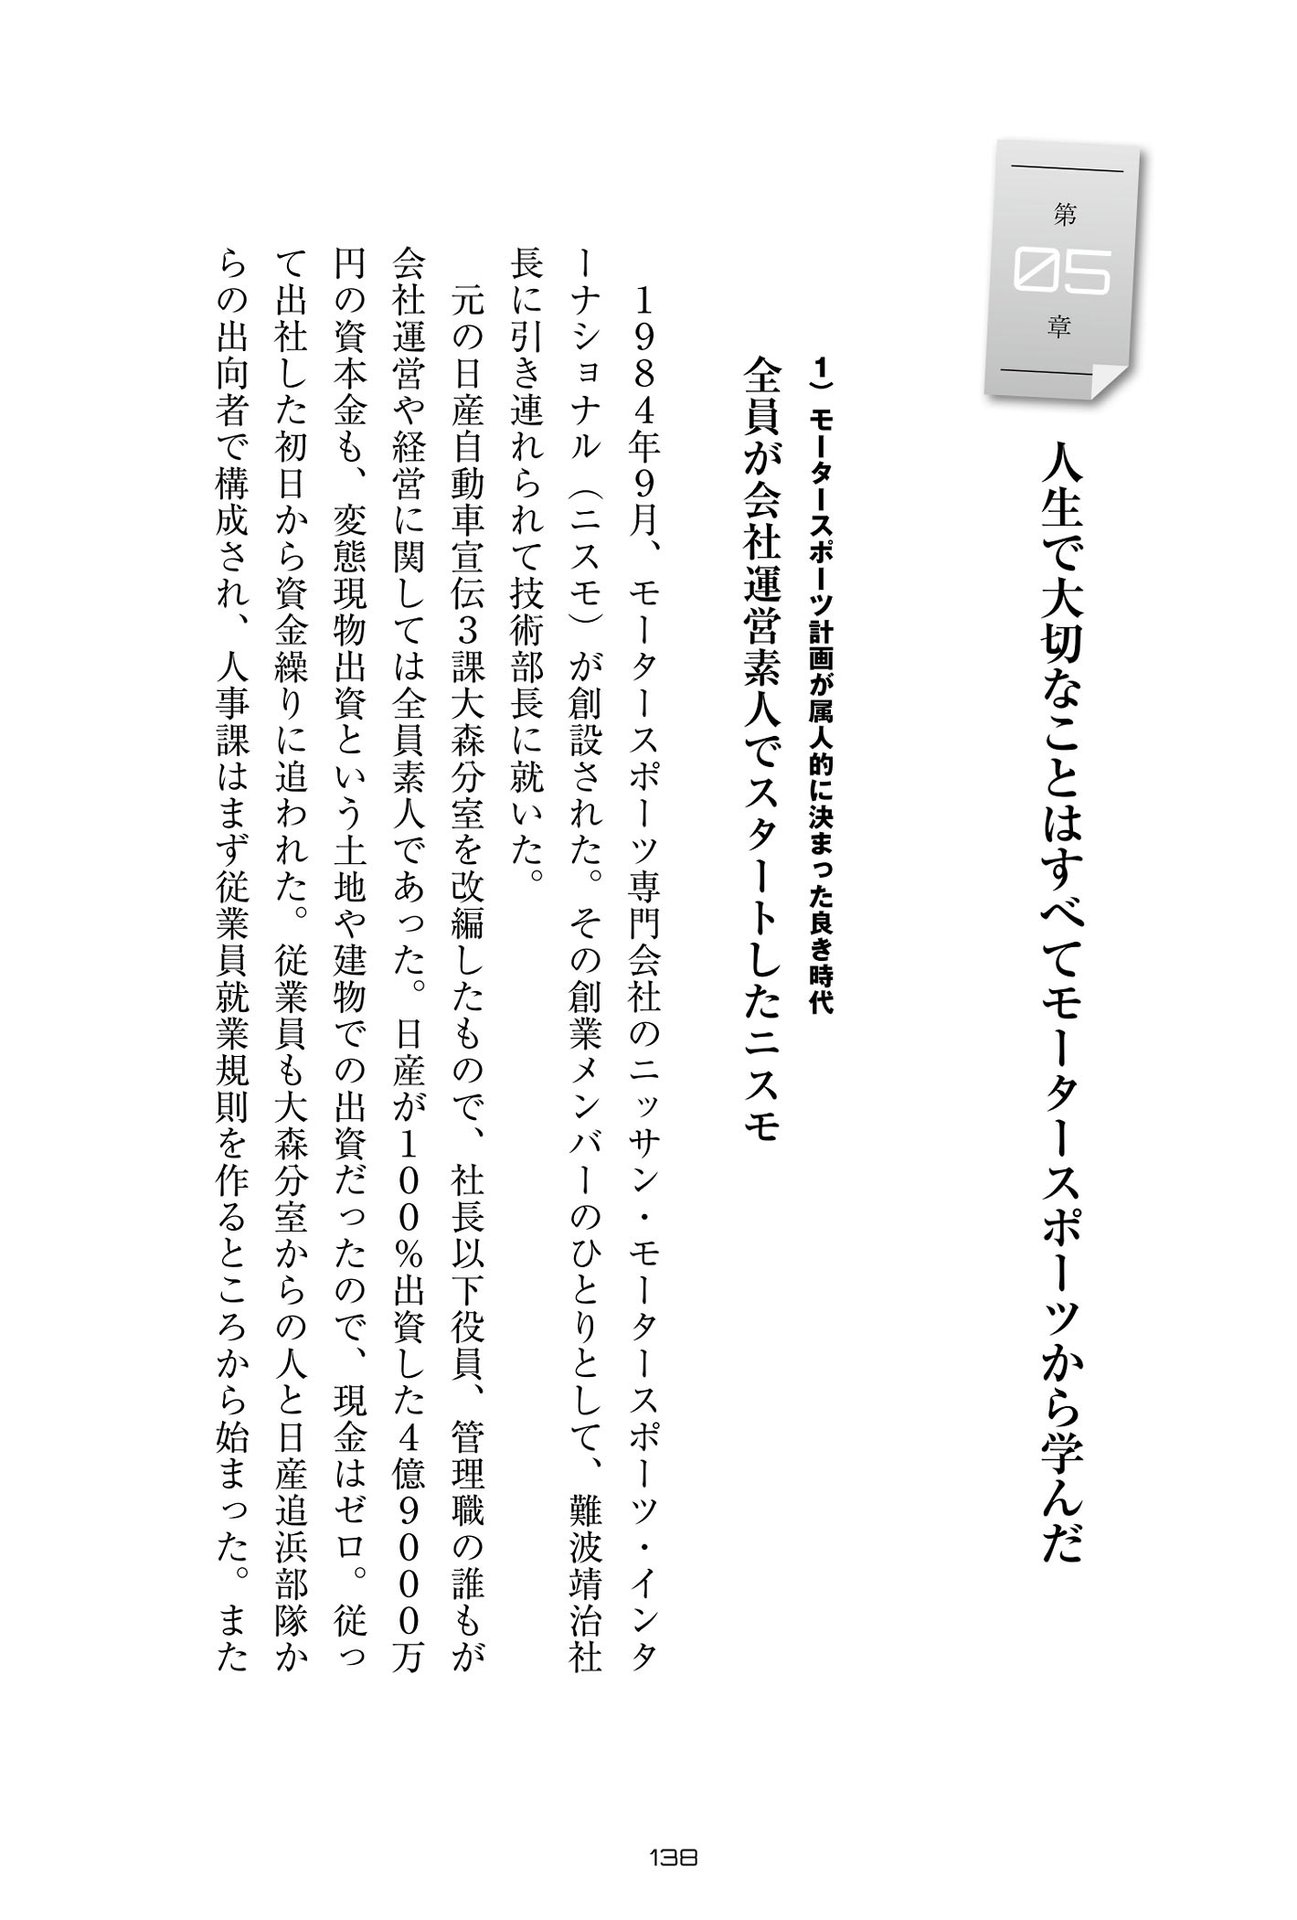 第
05
章
人生で大切なことはすべてモータースポーツから学んだ
1）モータースポーツ計画が属人的に決まった良き時代
全員が会社運営素人でスタートしたニスモ
１９８４年９月、モータースポーツ専門会社のニッサン・モータースポーツ・インタ
ーナショナル（ニスモ）が創設された。その創業メンバーのひとりとして、難波靖治社
長に引き連れられて技術部長に就いた。
元の日産自動車宣伝３課大森分室を改編したもので、社長以下役員、管理職の誰もが
会社運営や経営に関しては全員素人であった。日産が１００％出資した４億９０００万
円の資本金も、変態現物出資という土地や建物での出資だったので、現金はゼロ。従っ
て出社した初日から資金繰りに追われた。従業員も大森分室からの人と日産追浜部隊か
らの出向者で構成され、人事課はまず従業員就業規則を作るところから始まった。また
138